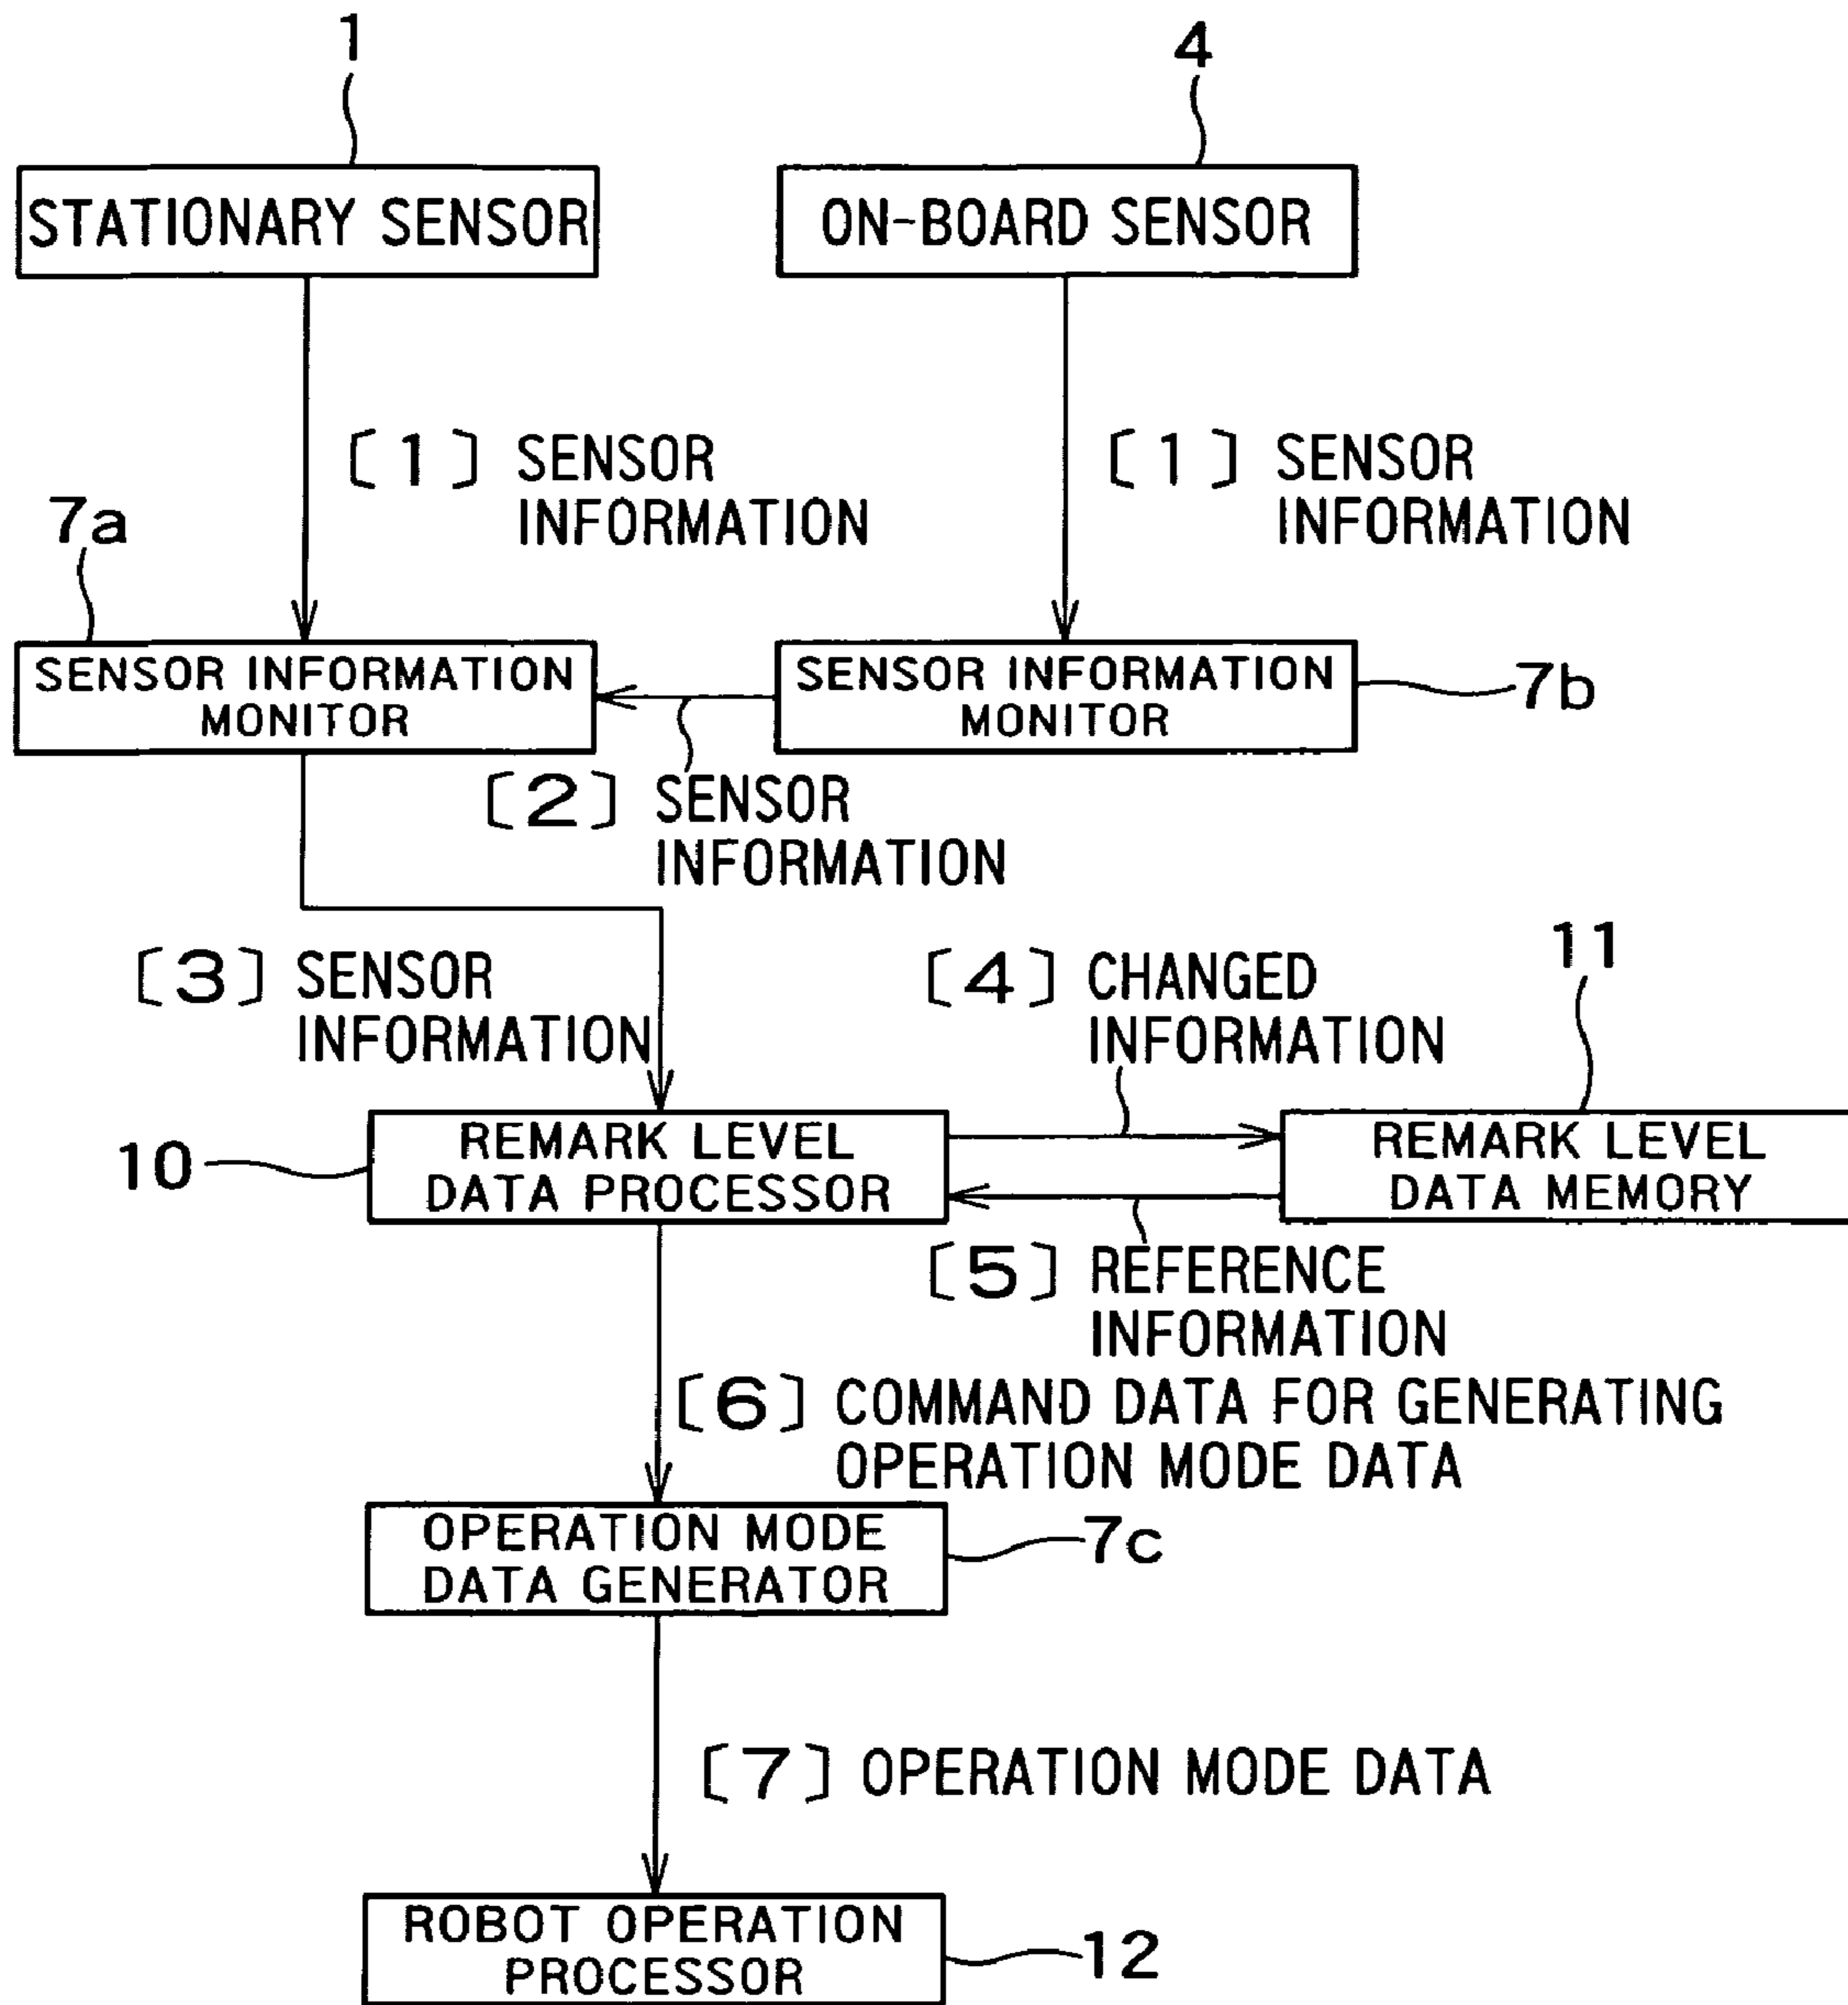 1
4
STATIONARY SENSOR
ON-BOARD SENSOR
[1] SENSOR
INFORMATION
[1] SENSOR
INFORMATION
7a
SENSOR INFORMATION
MONITOR
SENSOR INFORMATION
MONITOR
7b
[2] SENSOR
INFORMATION
[3] SENSOR
INFORMATION
[4] CHANGED
INFORMATION
11
10
REMARK LEVEL
DATA PROCESSOR
REMARK LEVEL
DATA MEMORY
[5] REFERENCE
INFORMATION
[6] COMMAND DATA FOR GENERATING
OPERATION MODE DATA
OPERATION MODE
DATA GENERATOR
7c
[7] OPERATION MODE DATA
ROBOT OPERATION
PROCESSOR
12